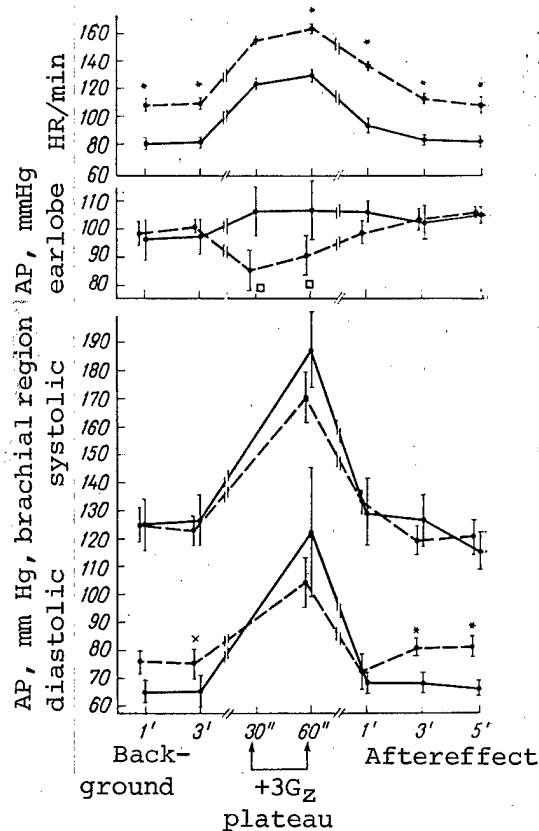 HR/min
160
140
120
100
80
60
AP, mmHg
earlobe
100
90
80
AP, mm Hg, brachial region
systolic
190
180
170
160
150
140
130
120
diastolic
110
100
90
80
70
60
1' 3' 30" 60" 1' 3' 5'
Back-
ground
+3GZ
plateau
Aftereffect